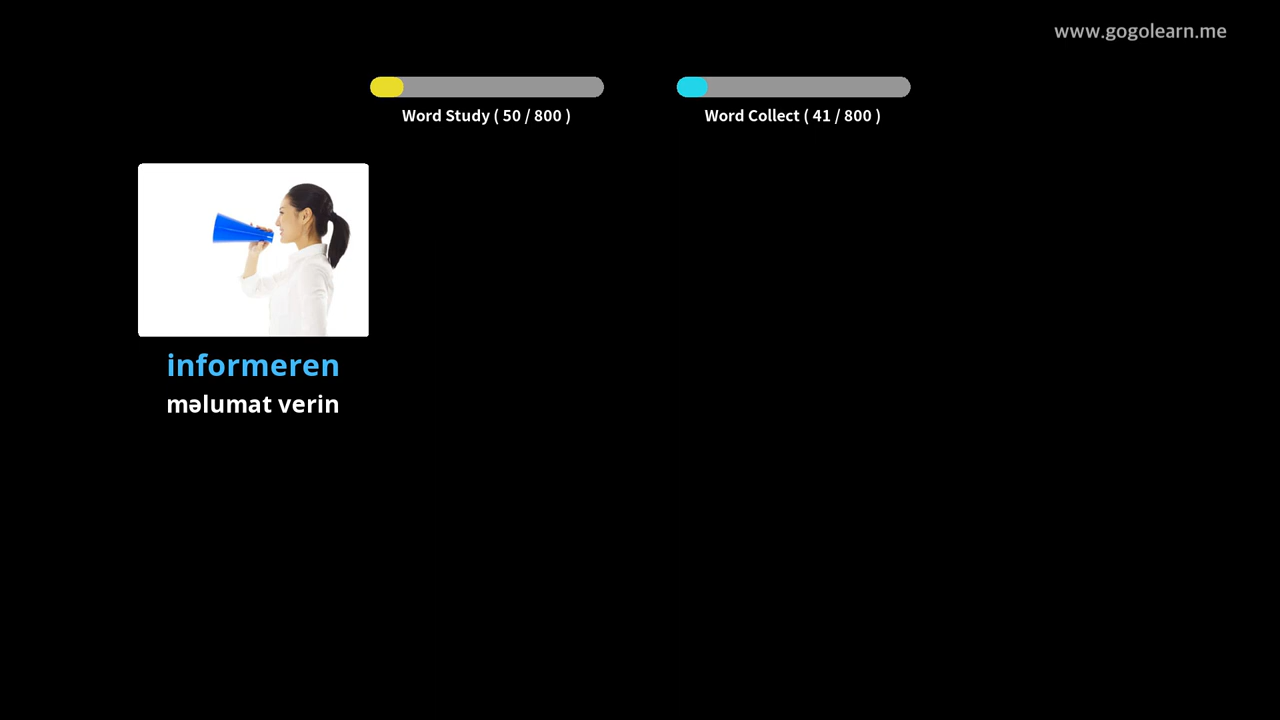 www.gogolearn.me
Word Study ( 50 / 800 )
Word Collect ( 41 / 800 )
informeren
məlumat verin